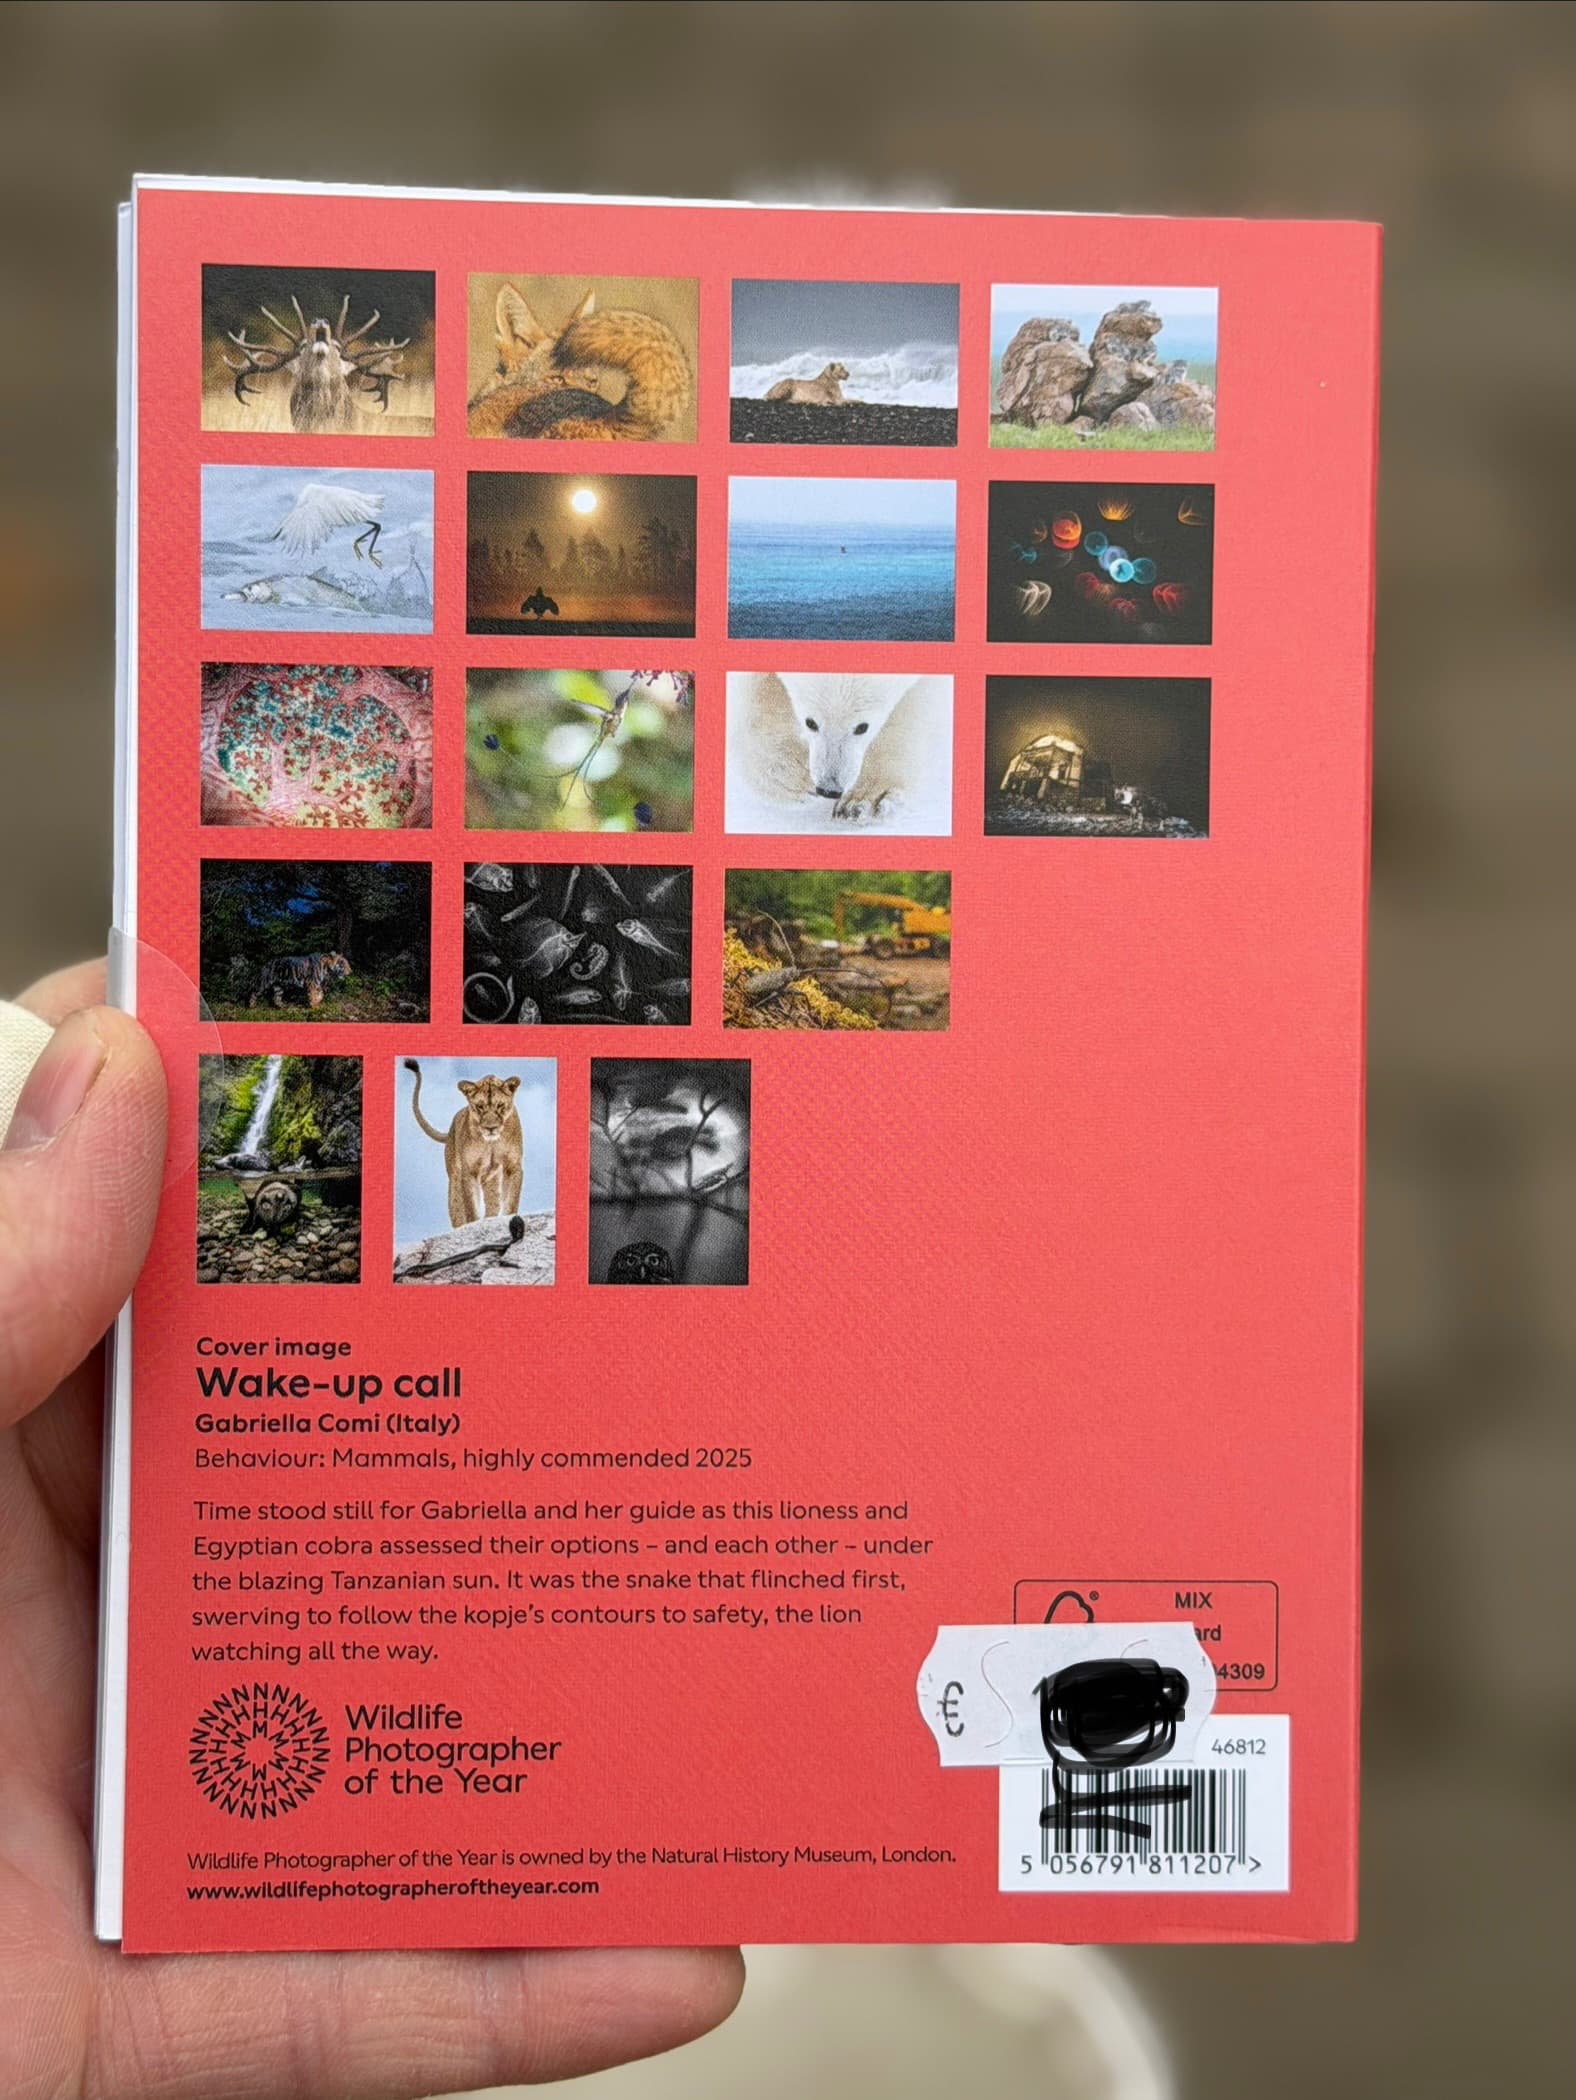 Cover image
Wake-up call
Gabriella Comi (Italy)
Behaviour: Mammals, highly commended 2025
Time stood still for Gabriella and her guide as this lioness and
Egyptian cobra assessed their options – and each other – under
the blazing Tanzanian sun. It was the snake that flinched first,
swerving to follow the kopje's contours to safety, the lion
watching all the way.
MIX
4309
€
Wildlife
Photographer
of the Year
46812
5 056791 811207 >
Wildlife Photographer of the Year is owned by the Natural History Museum, London.
www.wildlifephotographeroftheyear.com